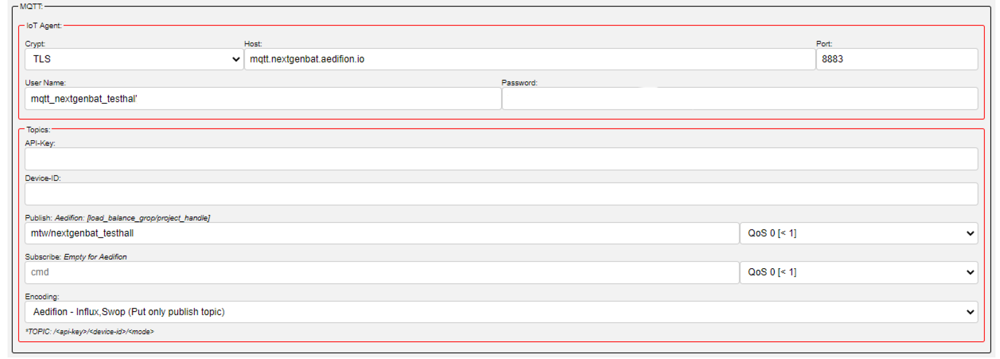 MQTT:
IoT Agent:
Crypt: Host: Port:
TLS mqtt.nextgenbat.aedifion.io 8883
User Name: Password:
mqtt_nextgenbat_testhal'
Topics:
API-Key:
Device-ID:
Publish: Aedifion: [load_balance_grop/project_handle]
mtw/nextgenbat_testhall QoS 0 [< 1]
Subscribe: Empty for Aedifion
cmd QoS 0 [< 1]
Encoding:
Aedifion - Influx,Swop (Put only publish topic)
*TOPIC: /<api-key>/<device-id>/<mode>